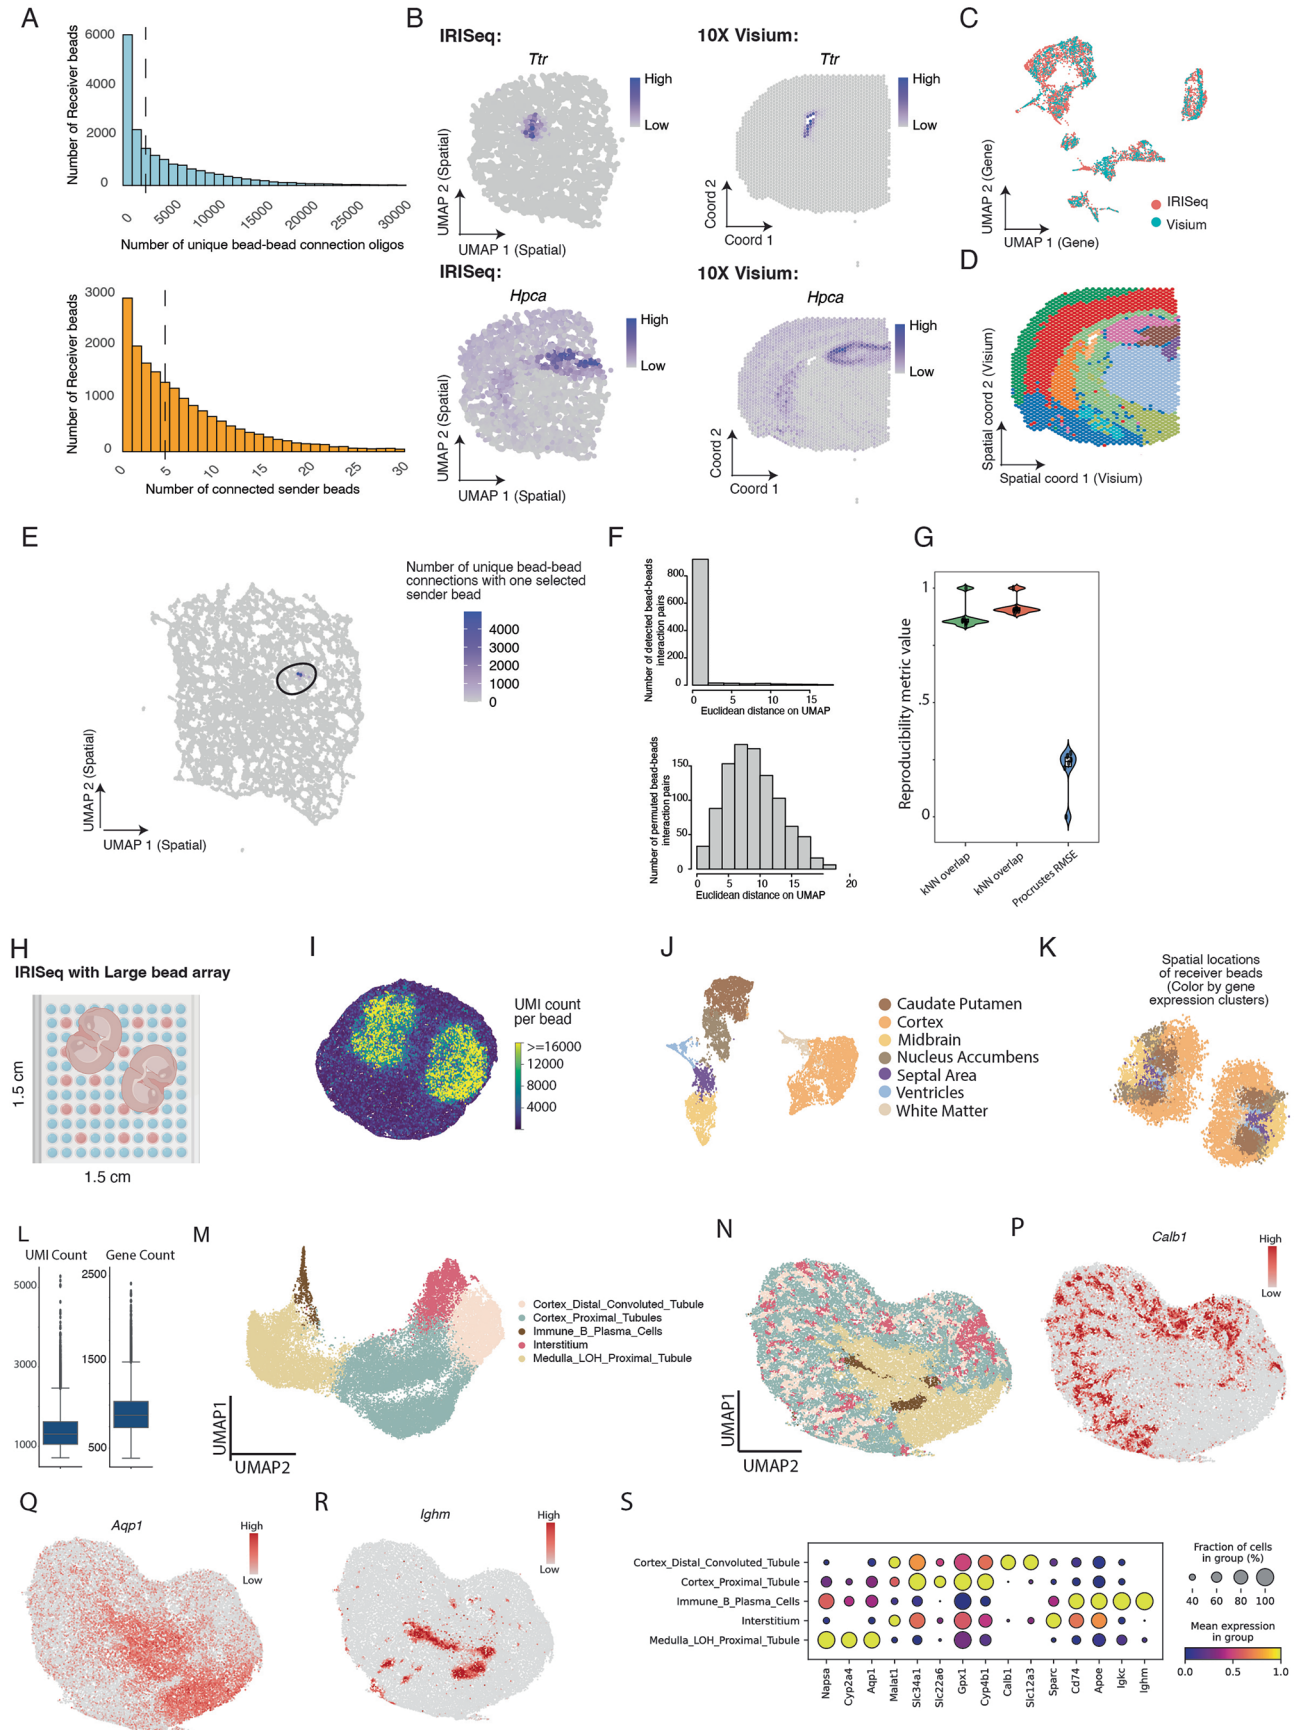 A
Number of Receiver beads
6000
4000
2000
0
0
5000
10000
15000
20000
25000
30000
Number of unique bead-bead connection oligos
Number of Receiver beads
3000
2000
1000
0
0
5
10
15
20
25
30
Number of connected sender beads
B
IRISeq:
Ttr
High
Low
UMAP 2 (Spatial)
UMAP 1 (Spatial)
10X Visium:
Ttr
High
Low
Coord 2
Coord 1
IRISeq:
Hpca
High
Low
UMAP 2 (Spatial)
UMAP 1 (Spatial)
10X Visium:
Hpca
High
Low
Coord 2
Coord 1
C
UMAP 2 (Gene)
UMAP 1 (Gene)
IRISeq
Visium
D
Spatial coord 2 (Visium)
Spatial coord 1 (Visium)
E
Number of unique bead-bead
connections with one selected
sender bead
4000
3000
2000
1000
0
UMAP 2 (Spatial)
UMAP 1 (Spatial)
F
Number of detected bead-beads
interaction pairs
800
600
400
200
0
0
5
10
15
Euclidean distance on UMAP
Number of permuted bead-beads
interaction pairs
150
100
50
0
0
5
10
15
20
Euclidean distance on UMAP
G
Reproducibility metric value
1
.5
0
kNN overlap
kNN overlap
Procrustes RMSE
H
IRISeq with Large bead array
1.5 cm
1.5 cm
I
UMI count
per bead
>=16000
12000
8000
4000
J
Caudate Putamen
Cortex
Midbrain
Nucleus Accumbens
Septal Area
Ventricles
White Matter
K
Spatial locations
of receiver beads
(Color by gene
expression clusters)
L
UMI Count
5000
3000
1000
Gene Count
2500
1500
500
M
Cortex_Distal_Convoluted_Tubule
Cortex_Proximal_Tubules
Immune_B_Plasma_Cells
Interstitium
Medulla_LOH_Proximal_Tubule
UMAP1
UMAP2
N
UMAP1
UMAP2
P
Calb1
High
Low
Q
Aqp1
High
Low
R
Ighm
High
Low
S
Cortex_Distal_Convoluted_Tubule
Cortex_Proximal_Tubule
Immune_B_Plasma_Cells
Interstitium
Medulla_LOH_Proximal_Tubule
Napsa
Cyp2a4
Aqp1
Malat1
Slc34a1
Slc22a6
Gpx1
Cyp4b1
Calb1
Slc12a3
Sparc
Cd74
Apoe
Igkc
Ighm
Fraction of cells
in group (%)
40 60 80 100
Mean expression
in group
0.0 0.5 1.0